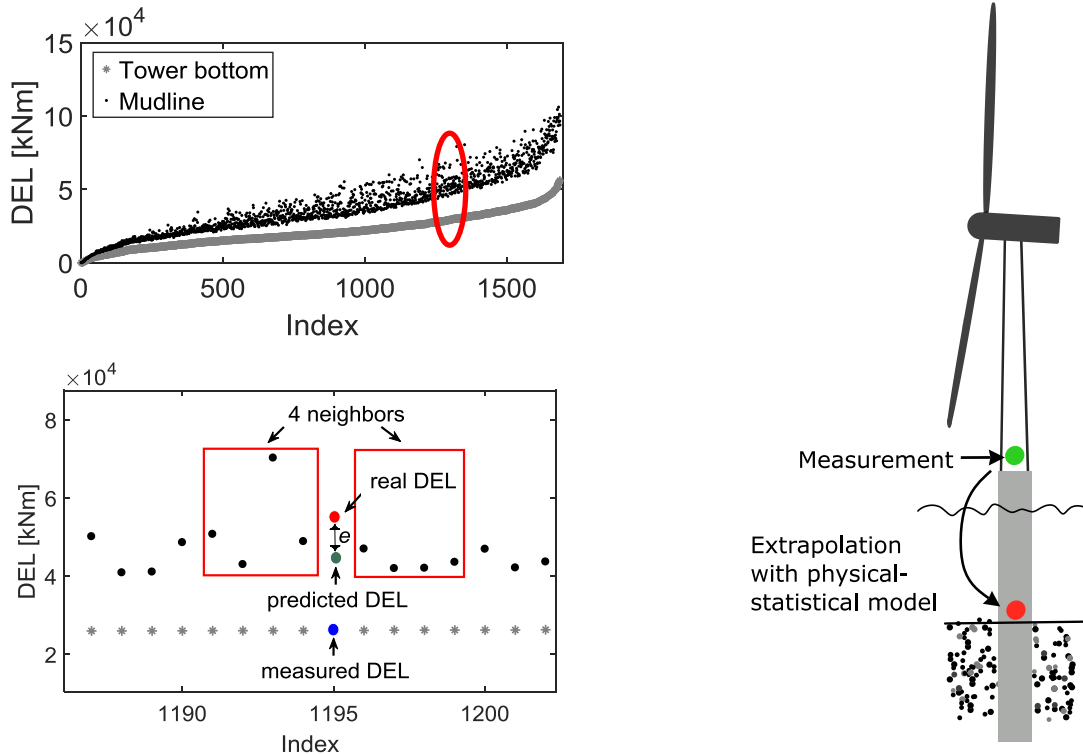 ×10⁴
15
10
5
0
DEL [kNm]
Tower bottom
Mudline
0
500
1000
1500
Index
×10⁴
8
6
4
2
DEL [kNm]
4 neighbors
real DEL
e
predicted DEL
measured DEL
1190
1195
1200
Index
Measurement
Extrapolation
with physical-
statistical model